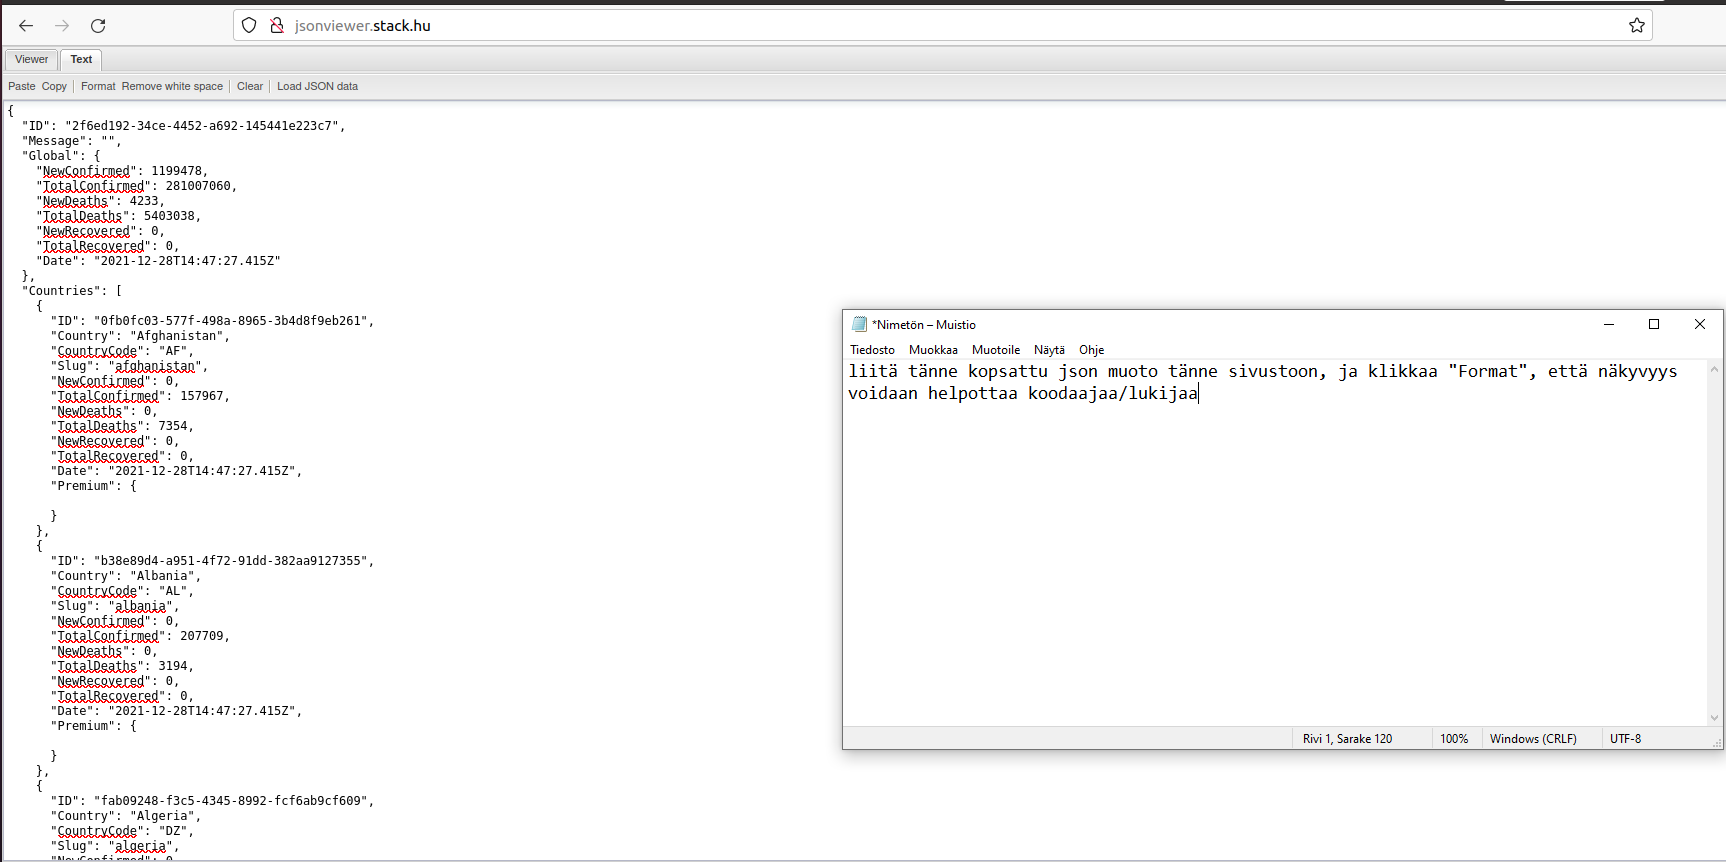 jsonviewer.stack.hu
Viewer Text
Paste Copy Format Remove white space Clear Load JSON data
{
"ID": "2f6ed192-34ce-4452-a692-145441e223c7",
"Message": "",
"Global": {
"NewConfirmed": 1199478,
"TotalConfirmed": 281007060,
"NewDeaths": 4233,
"TotalDeaths": 5403038,
"NewRecovered": 0,
"TotalRecovered": 0,
"Date": "2021-12-28T14:47:27.415Z"
},
"Countries": [
{
"ID": "0fb0fc03-577f-498a-8965-3b4d8f9eb261",
"Country": "Afghanistan",
"CountryCode": "AF",
"Slug": "afghanistan",
"NewConfirmed": 0,
"TotalConfirmed": 157967,
"NewDeaths": 0,
"TotalDeaths": 7354,
"NewRecovered": 0,
"TotalRecovered": 0,
"Date": "2021-12-28T14:47:27.415Z",
"Premium": {
}
},
{
"ID": "b38e89d4-a951-4f72-91dd-382aa9127355",
"Country": "Albania",
"CountryCode": "AL",
"Slug": "albania",
"NewConfirmed": 0,
"TotalConfirmed": 207709,
"NewDeaths": 0,
"TotalDeaths": 3194,
"NewRecovered": 0,
"TotalRecovered": 0,
"Date": "2021-12-28T14:47:27.415Z",
"Premium": {
}
},
{
"ID": "fab09248-f3c5-4345-8992-fcf6ab9cf609",
"Country": "Algeria",
"CountryCode": "DZ",
"Slug": "algeria",
"NewConfirmed": 0
*Nimetön – Muistio
Tiedosto Muokkaa Muotoile Näytä Ohje
liitä tänne kopsattu json muoto tänne sivustoon, ja klikkaa "Format", että näkyvyys
voidaan helpottaa koodaajaa/lukijaa
Rivi 1, Sarake 120 100% Windows (CRLF) UTF-8